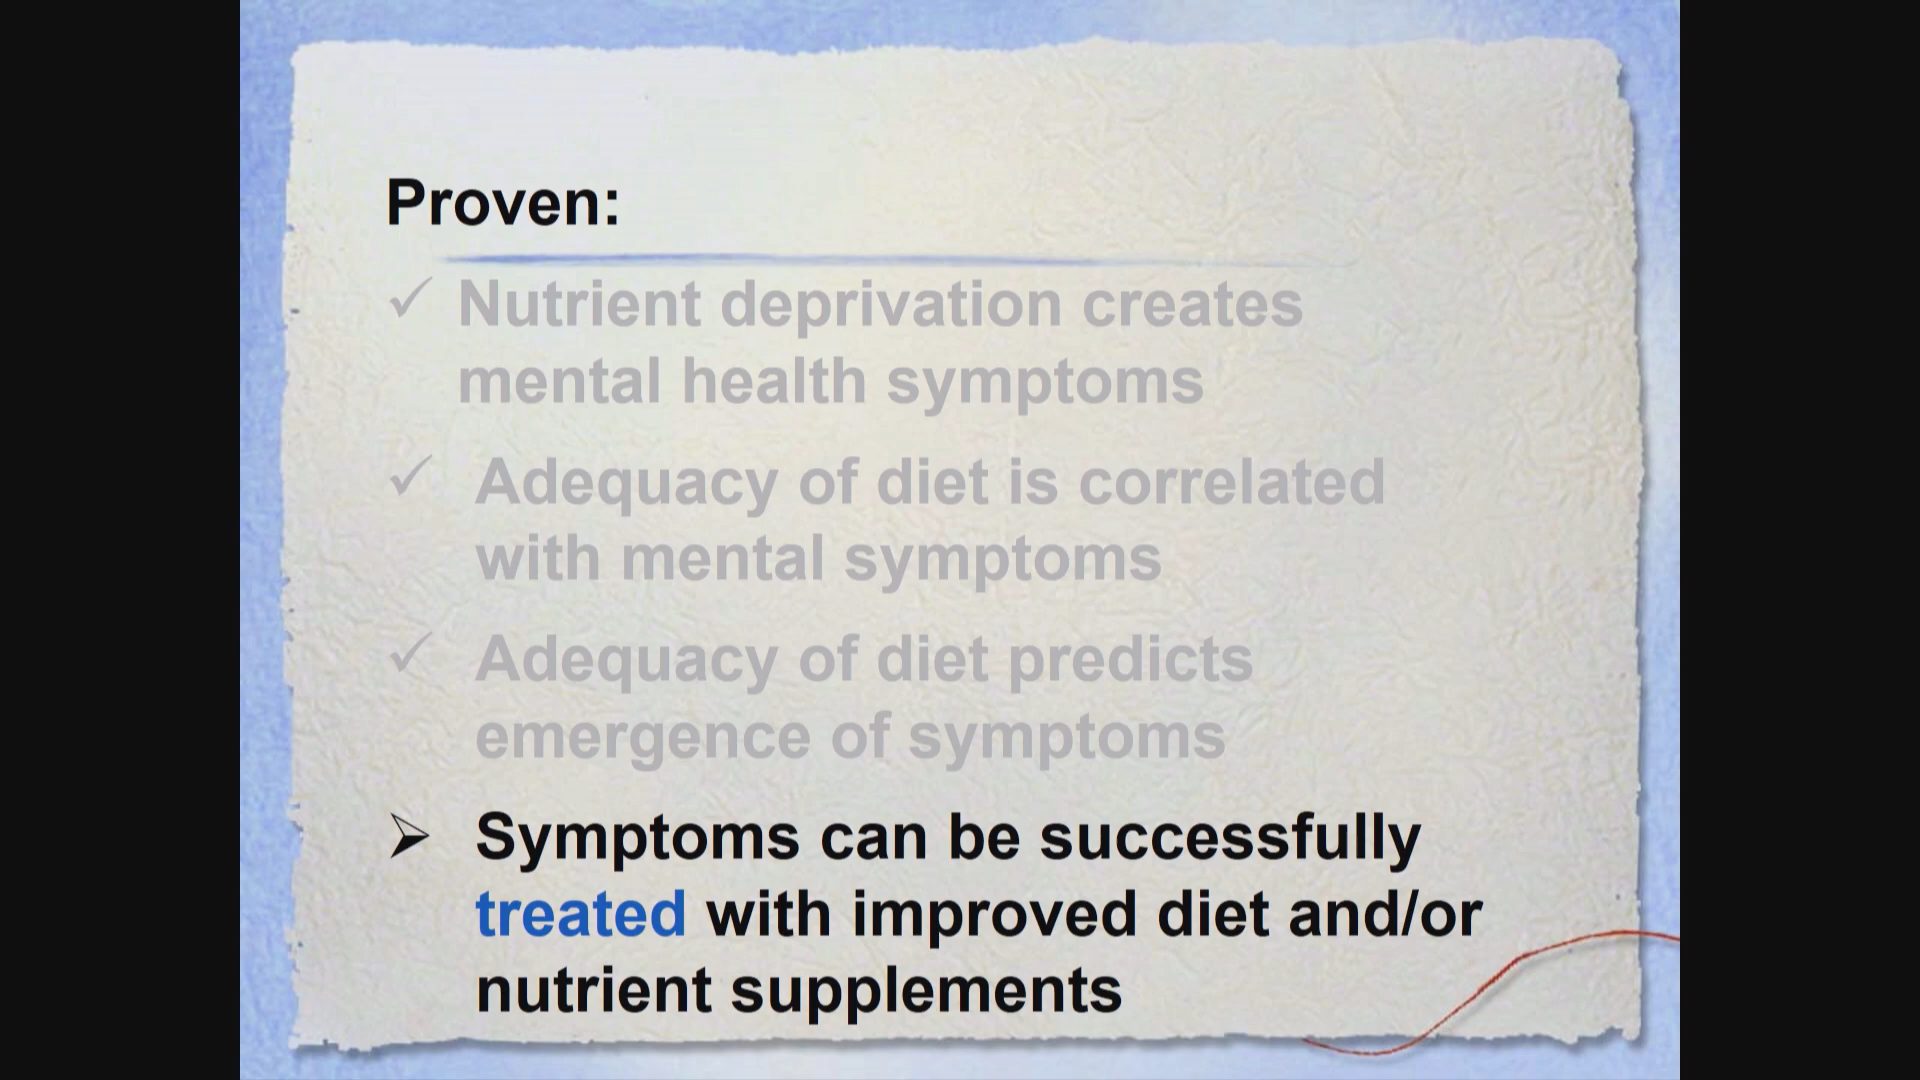 Proven:
✓ Nutrient deprivation creates
mental health symptoms
✓ Adequacy of diet is correlated
with mental symptoms
✓ Adequacy of diet predicts
emergence of symptoms
➢ Symptoms can be successfully
treated with improved diet and/or
nutrient supplements